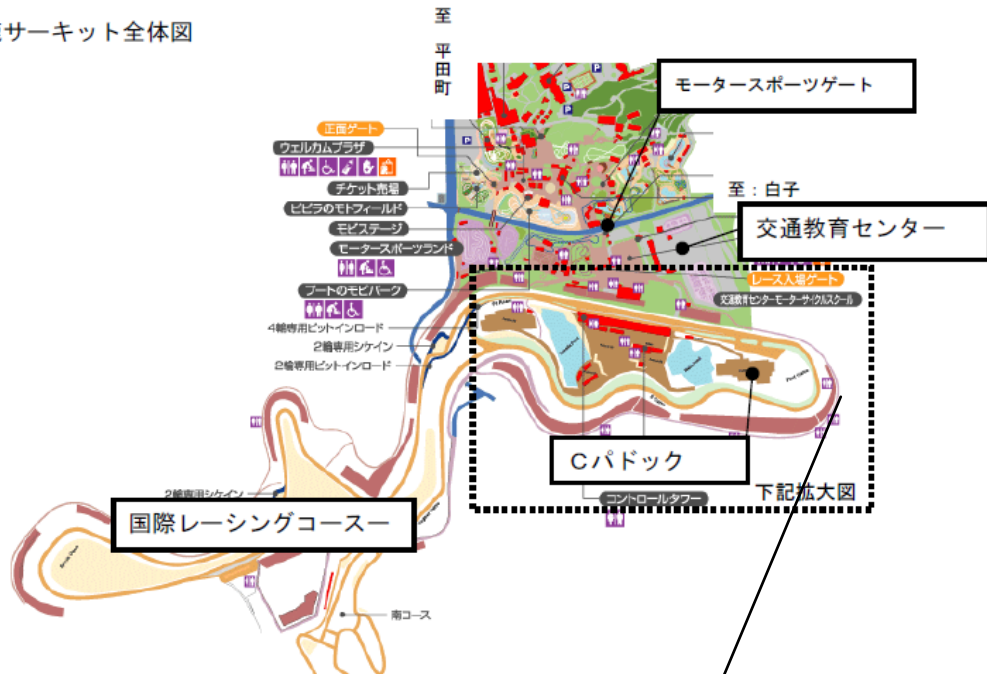 サーキット全体図
至
平田町
モータースポーツゲート
正面ゲート
ウェルカムプラザ
チケット売場
ピピラのモトフィールド
モビステージ
モータースポーツランド
プートのモビパーク
至：白子
交通教育センター
レース入場ゲート
交通教育センターモーターサイクルスクール
4輪専用ピットインロード
2輪専用シケイン
2輪専用ピットインロード
Cパドック
下記拡大図
コントロールタワー
2輪専用シケイン
国際レーシングコースー
南コース
P
P
P
P